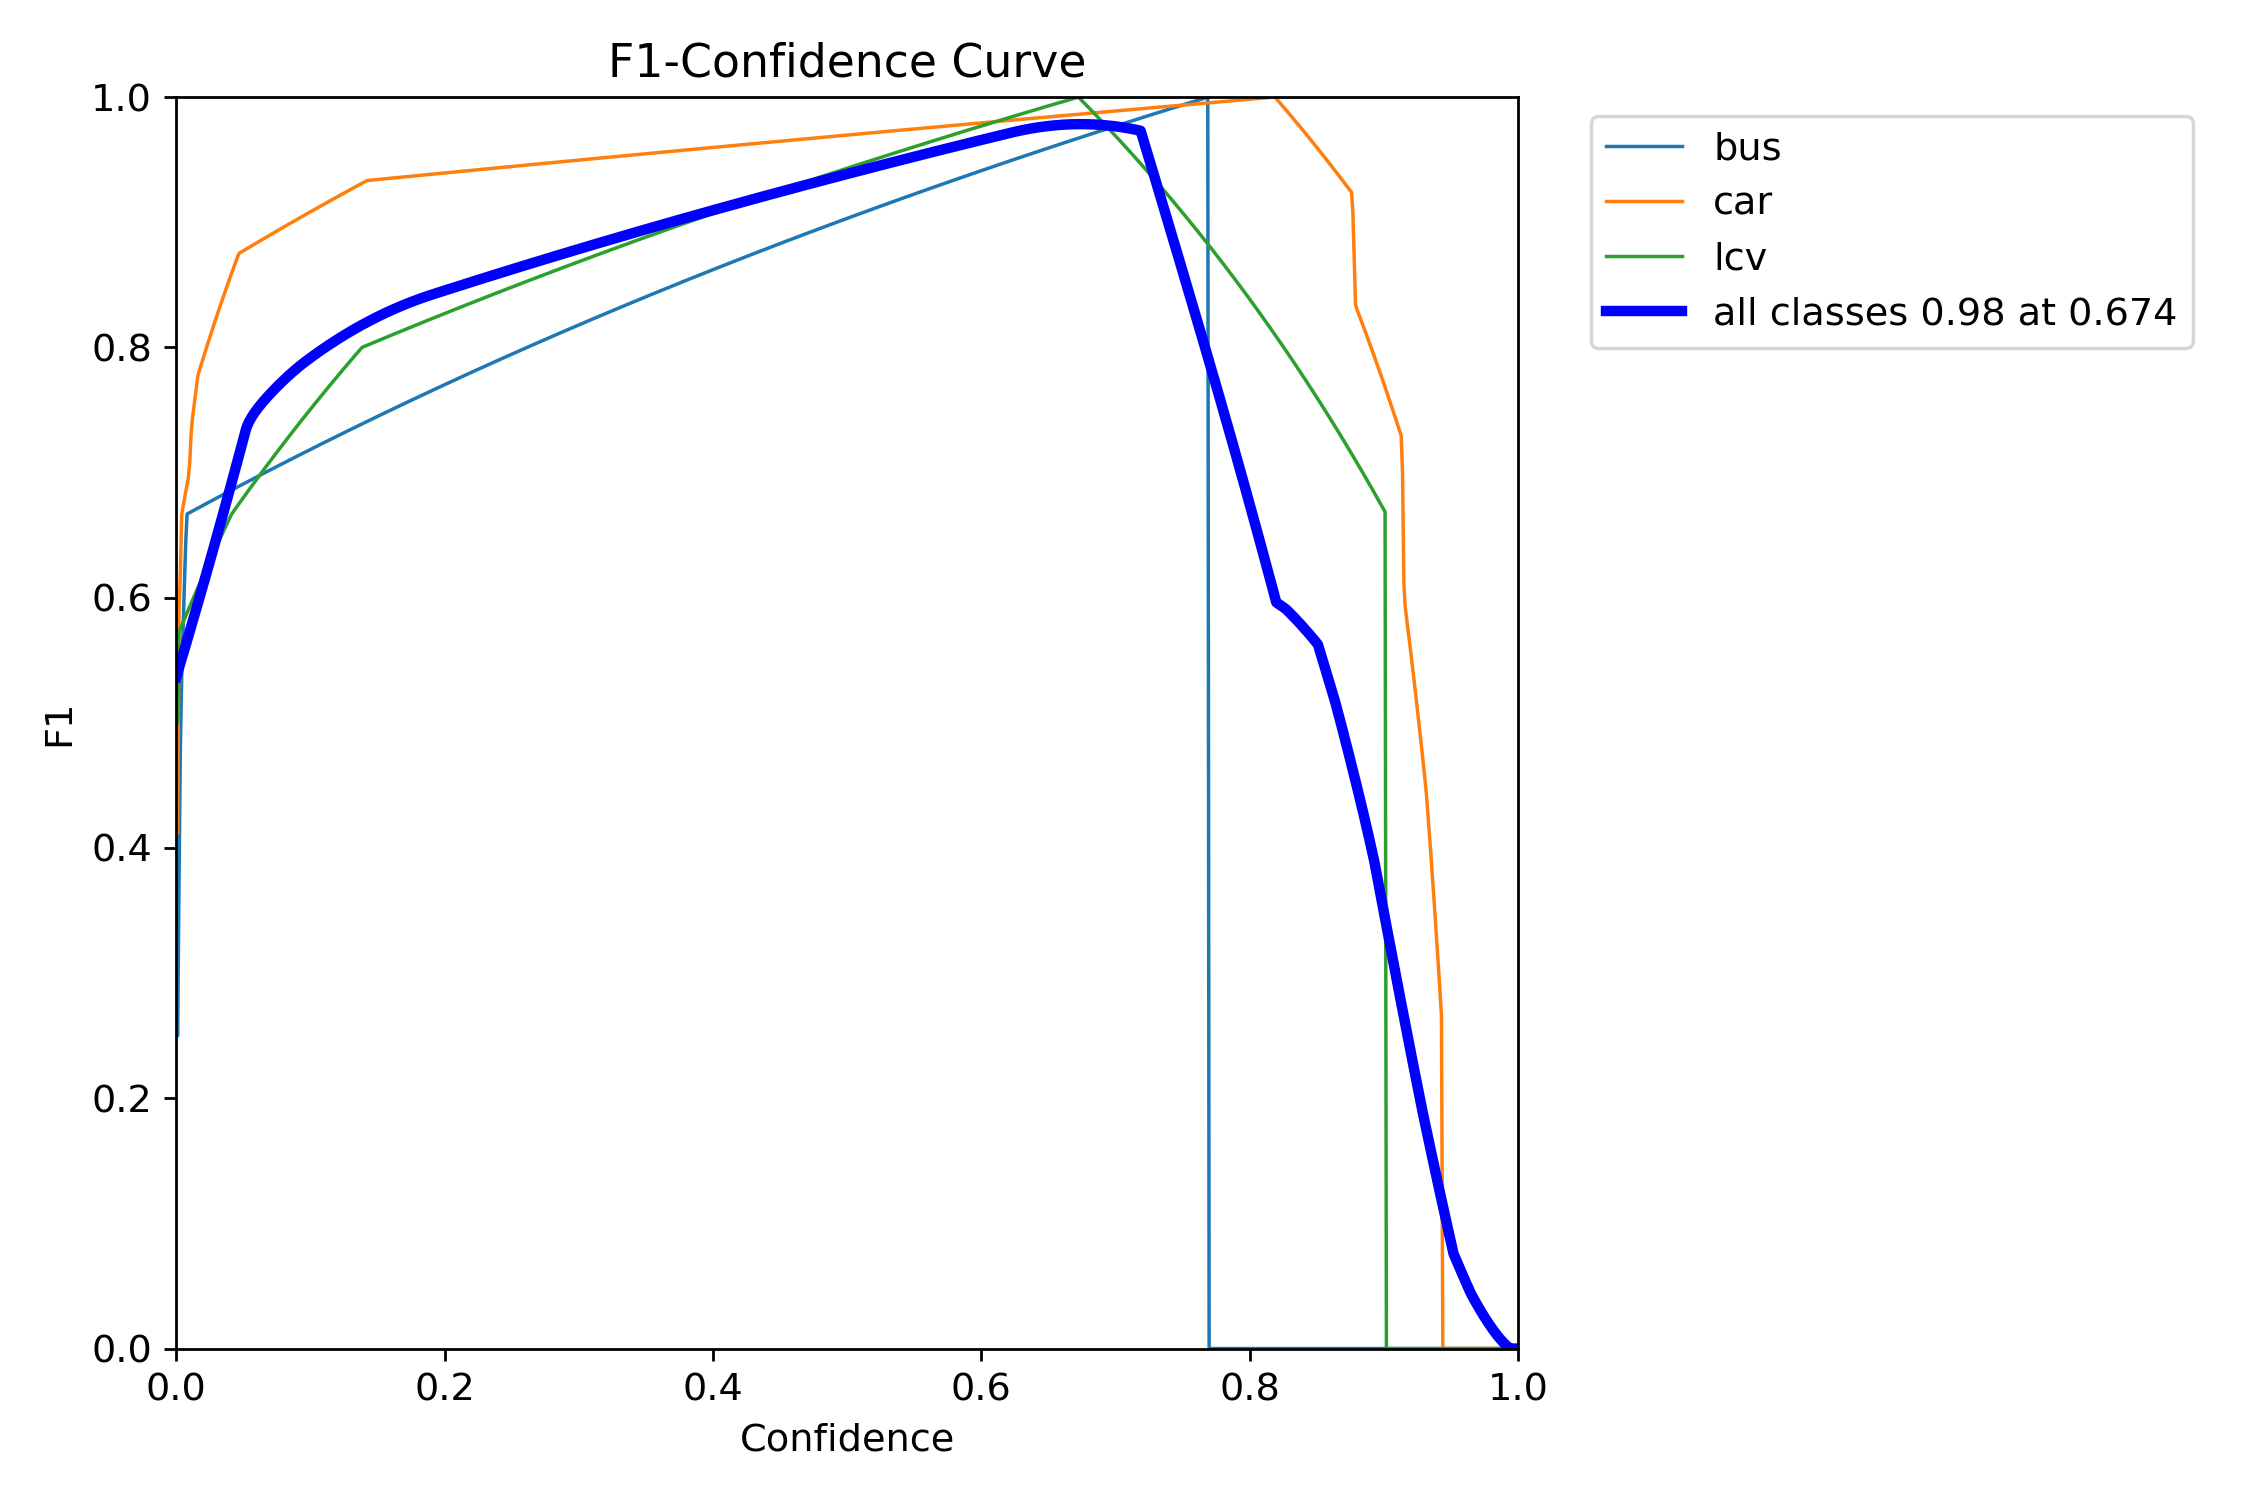 F1-Confidence Curve
1.0
0.8
0.6
0.4
0.2
0.0
F1
0.0 0.2 0.4 0.6 0.8 1.0
Confidence
bus
car
lcv
all classes 0.98 at 0.674